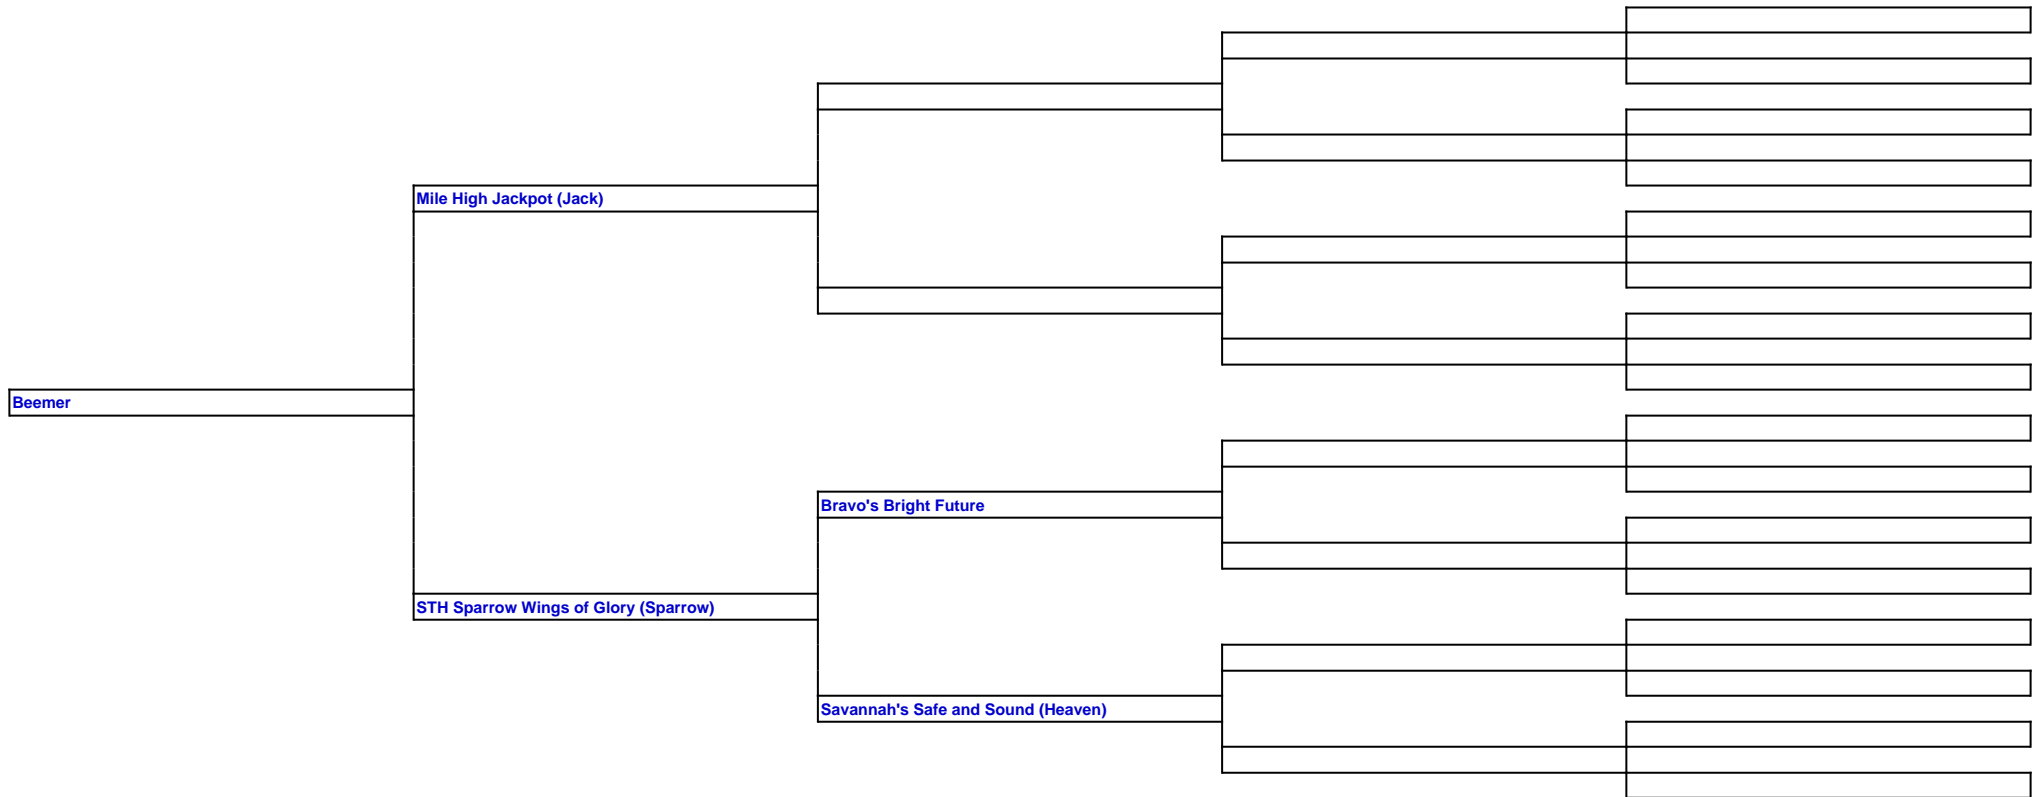 Mile High Jackpot (Jack)
Beemer
Bravo's Bright Future
STH Sparrow Wings of Glory (Sparrow)
Savannah's Safe and Sound (Heaven)